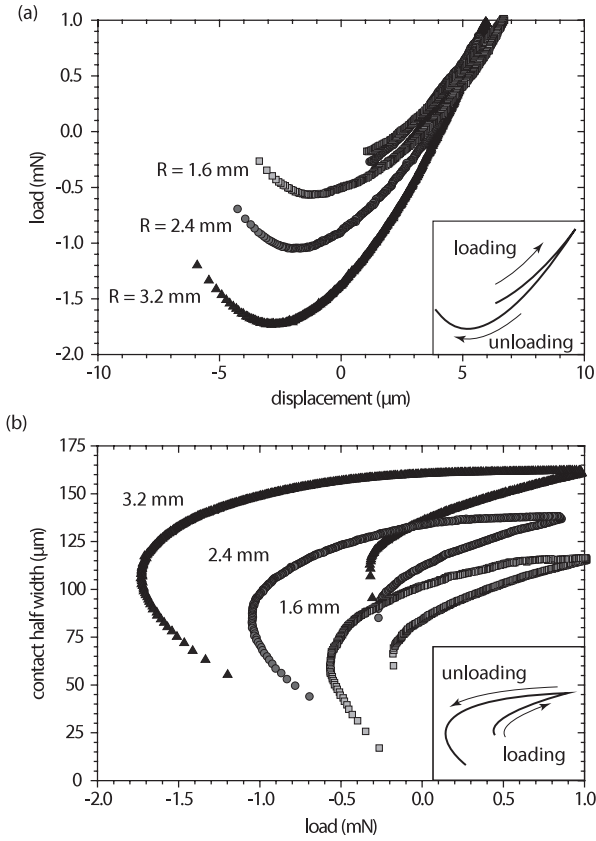 (a)
1.0
0.5
0.0
-0.5
-1.0
-1.5
-2.0
load (mN)
R = 1.6 mm
R = 2.4 mm
R = 3.2 mm
loading
unloading
-10 -5 0 5 10
displacement (μm)
(b)
175
150
125
100
75
50
25
0
contact half width (μm)
3.2 mm
2.4 mm
1.6 mm
unloading
loading
-2.0 -1.5 -1.0 -0.5 0.0 0.5 1.0
load (mN)